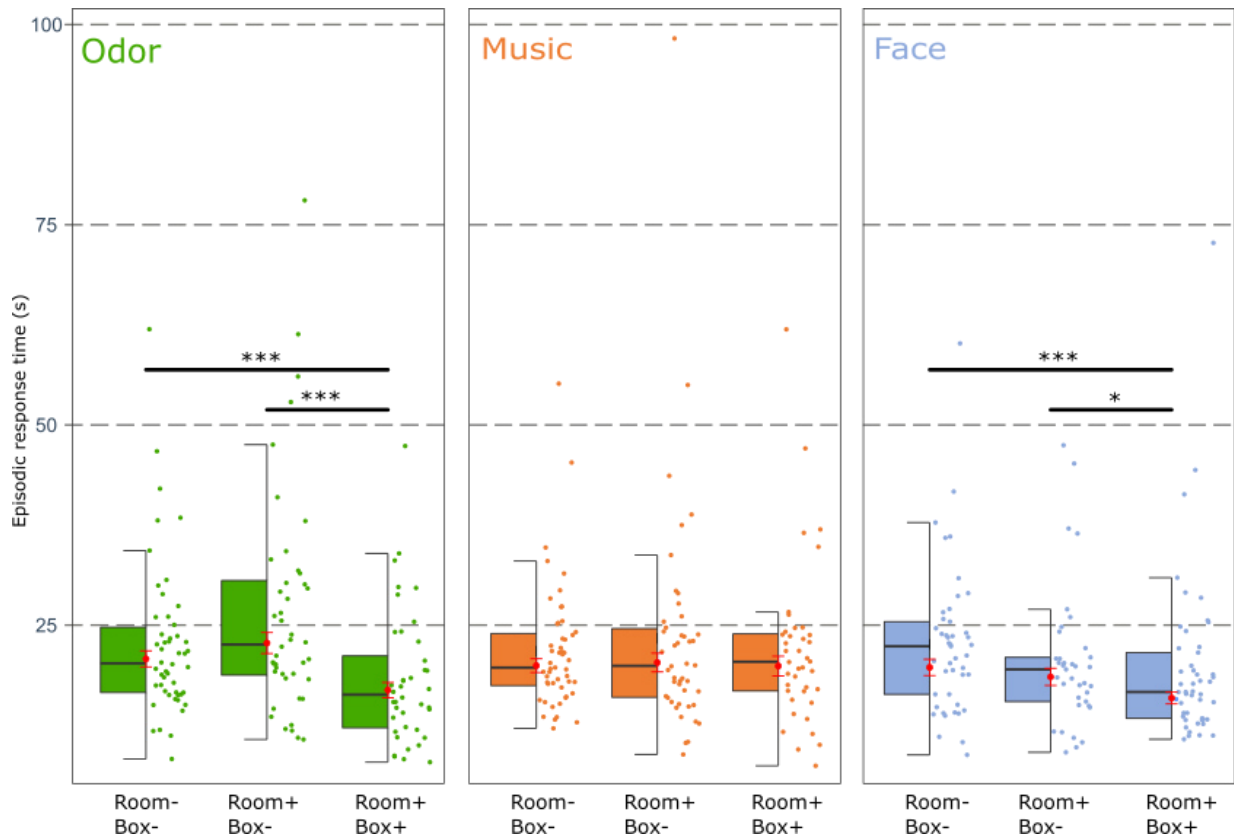 Episodic response time (s)
100
75
50
25
Odor
***
***
Room-
Box-
Room+
Box-
Room+
Box+
Music
Room-
Box-
Room+
Box-
Room+
Box+
Face
***
*
Room-
Box-
Room+
Box-
Room+
Box+